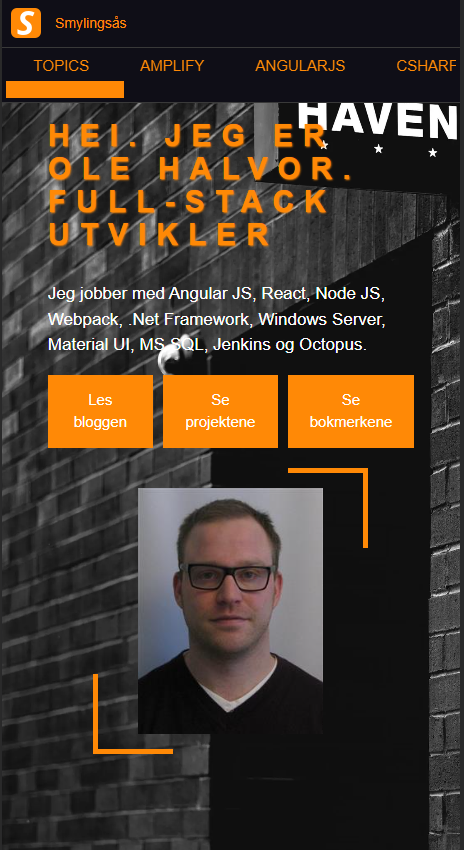 S Smylingsås
TOPICS AMPLIFY ANGULARJS CSHARP
HAVEN
HEI. JEG ER
OLE HALVOR.
FULL-STACK
UTVIKLER
Jeg jobber med Angular JS, React, Node JS,
Webpack, .Net Framework, Windows Server,
Material UI, MS SQL, Jenkins og Octopus.
Les
bloggen
Se
projektene
Se
bokmerkene